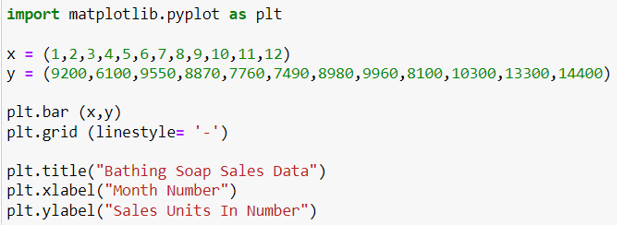 import matplotlib.pyplot as plt
x = (1,2,3,4,5,6,7,8,9,10,11,12)
y = (9200,6100,9550,8870,7760,7490,8980,9960,8100,10300,13300,14400)
plt.bar (x,y)
plt.grid (linestyle= '-')
plt.title("Bathing Soap Sales Data")
plt.xlabel("Month Number")
plt.ylabel("Sales Units In Number")